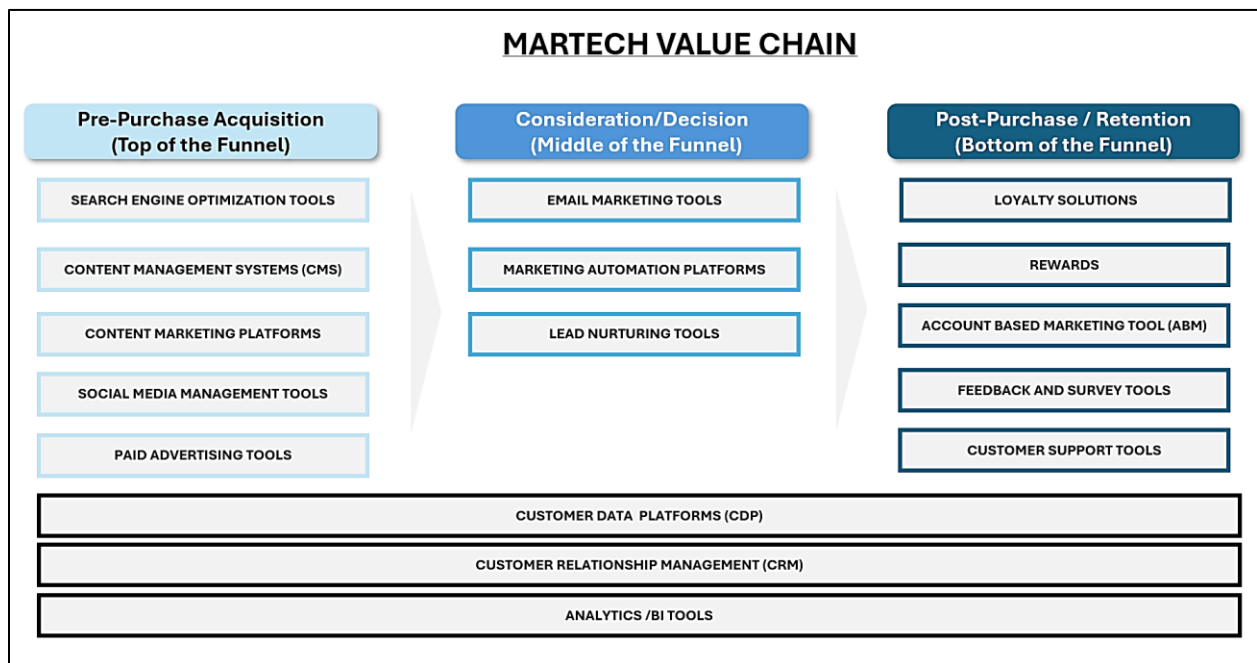 MARTECH VALUE CHAIN
Pre-Purchase Acquisition
(Top of the Funnel)
SEARCH ENGINE OPTIMIZATION TOOLS
CONTENT MANAGEMENT SYSTEMS (CMS)
CONTENT MARKETING PLATFORMS
SOCIAL MEDIA MANAGEMENT TOOLS
PAID ADVERTISING TOOLS
Consideration/Decision
(Middle of the Funnel)
EMAIL MARKETING TOOLS
MARKETING AUTOMATION PLATFORMS
LEAD NURTURING TOOLS
Post-Purchase / Retention
(Bottom of the Funnel)
LOYALTY SOLUTIONS
REWARDS
ACCOUNT BASED MARKETING TOOL (ABM)
FEEDBACK AND SURVEY TOOLS
CUSTOMER SUPPORT TOOLS
CUSTOMER DATA PLATFORMS (CDP)
CUSTOMER RELATIONSHIP MANAGEMENT (CRM)
ANALYTICS /BI TOOLS